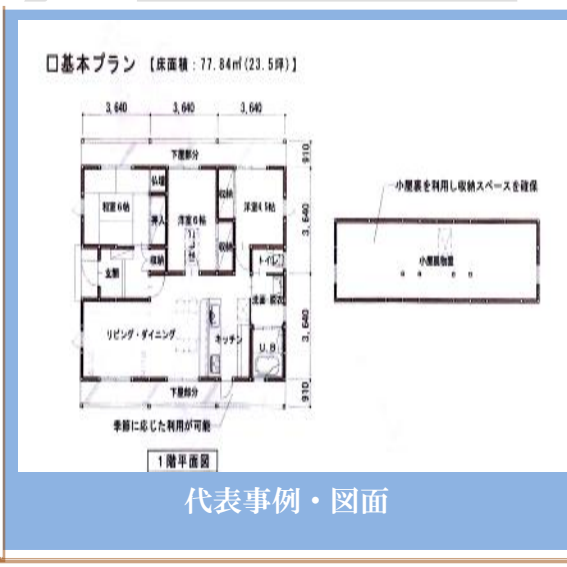 口基本プラン 【床面積:77.84㎡(23.5坪)】
3,640 3,640 3,640
下屋部分
910
仏壇
収納
和室6帖
洋室6帖
洋室4.5帖
押入
3,640
収納
収納
玄関
トイレ
洗面・脱衣
リビング・ダイニング
キッチン
3,640
U.B
下屋部分
910
季節に応じた利用が可能
1階平面図
小屋裏を利用し収納スペースを確保
小屋裏物置
代表事例・図面